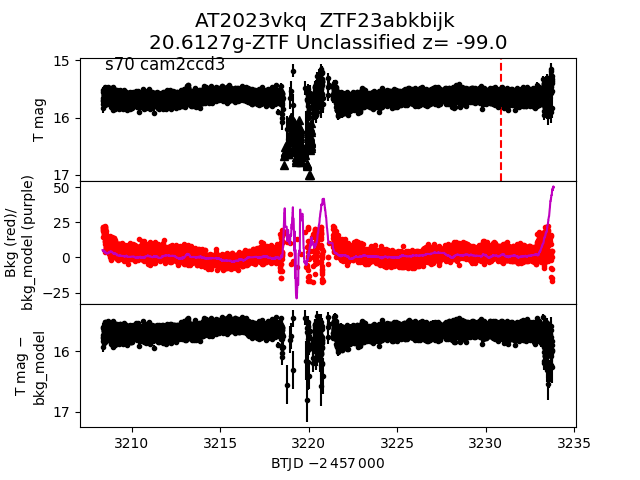 AT2023vkq  ZTF23abkbijk
20.6127g-ZTF Unclassified z= -99.0
s70 cam2ccd3
15
16
17
T mag
50
25
0
−25
Bkg (red)/
bkg_model (purple)
16
17
T mag −
bkg_model
3210
3215
3220
3225
3230
3235
BTJD −2 457 000